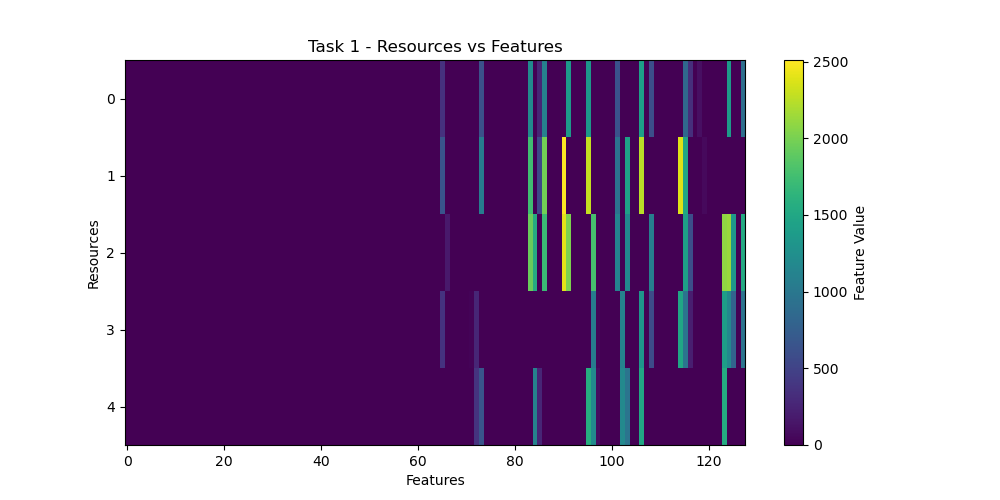 Task 1 - Resources vs Features
0
1
2
3
4
Resources
0 20 40 60 80 100 120
Features
2500
2000
1500
1000
500
0
Feature Value